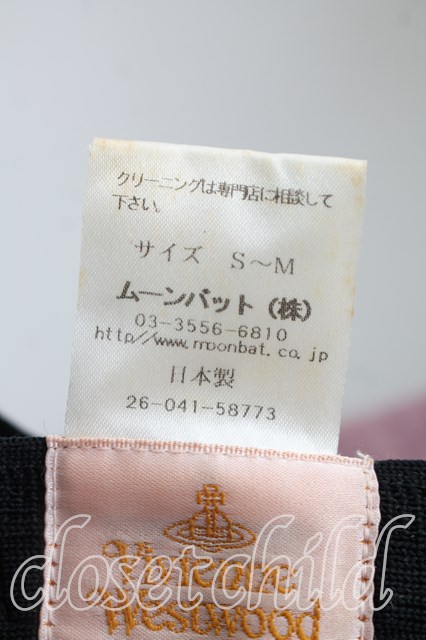 クリーニングは専門店に相談して
下さい。
サイズ S～M
ムーンバット(株)
03-3556-6810
http//www.moonbat.co.jp
日本製
26-041-58773
Vivienne
Westwood
closet child